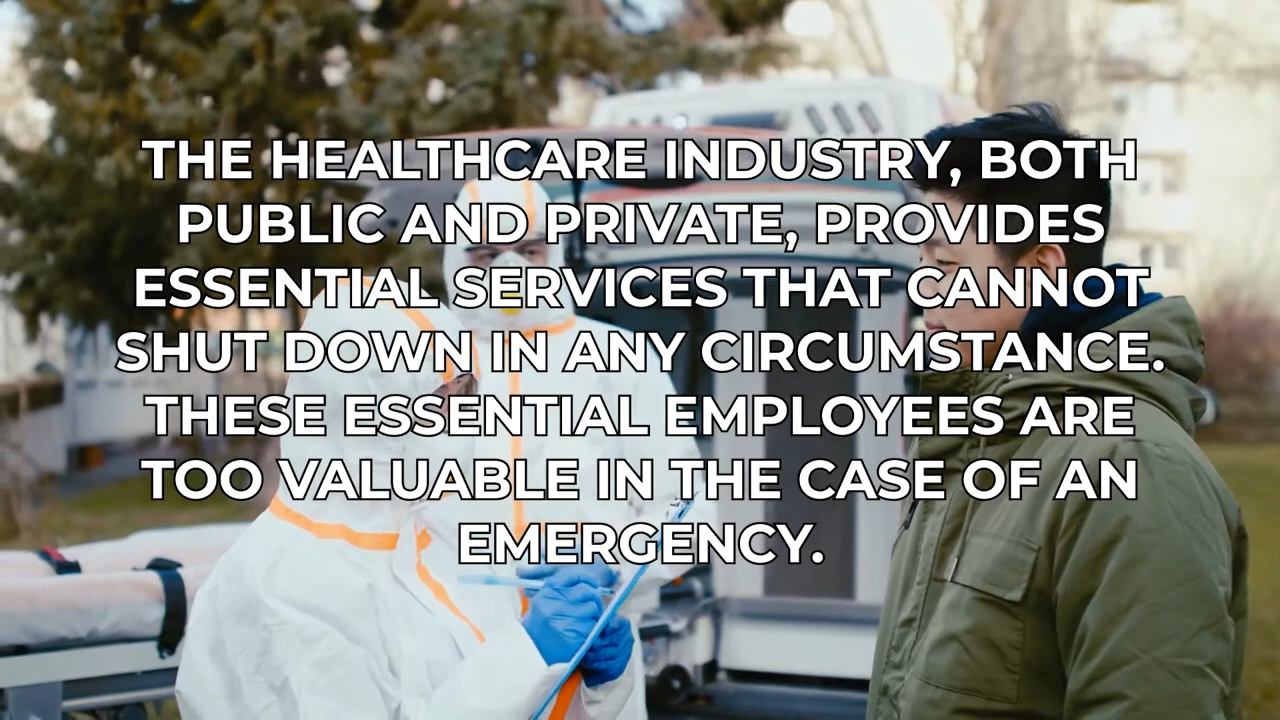 THE HEALTHCARE INDUSTRY, BOTH
PUBLIC AND PRIVATE, PROVIDES
ESSENTIAL SERVICES THAT CANNOT
SHUT DOWN IN ANY CIRCUMSTANCE.
THESE ESSENTIAL EMPLOYEES ARE
TOO VALUABLE IN THE CASE OF AN
EMERGENCY.